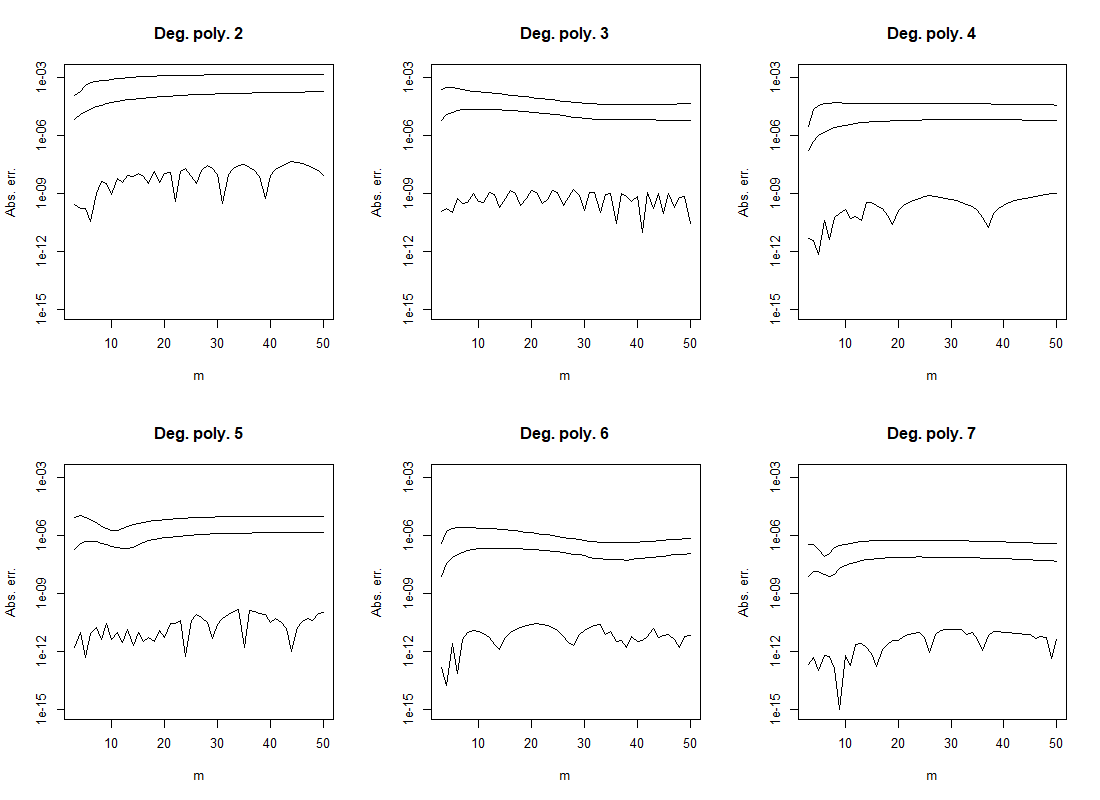 Deg. poly. 2
Abs. err.
1e-03
1e-06
1e-09
1e-12
1e-15
10 20 30 40 50
m
Deg. poly. 3
Abs. err.
1e-03
1e-06
1e-09
1e-12
1e-15
10 20 30 40 50
m
Deg. poly. 4
Abs. err.
1e-03
1e-06
1e-09
1e-12
1e-15
10 20 30 40 50
m
Deg. poly. 5
Abs. err.
1e-03
1e-06
1e-09
1e-12
1e-15
10 20 30 40 50
m
Deg. poly. 6
Abs. err.
1e-03
1e-06
1e-09
1e-12
1e-15
10 20 30 40 50
m
Deg. poly. 7
Abs. err.
1e-03
1e-06
1e-09
1e-12
1e-15
10 20 30 40 50
m